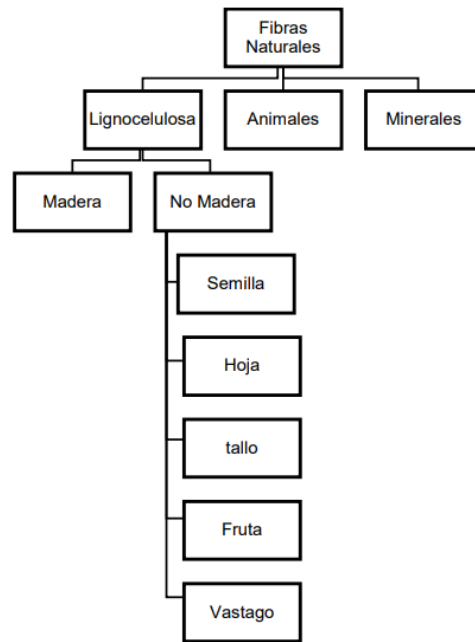 Fibras
Naturales
Lignocelulosa
Animales
Minerales
Madera
No Madera
Semilla
Hoja
tallo
Fruta
Vastago